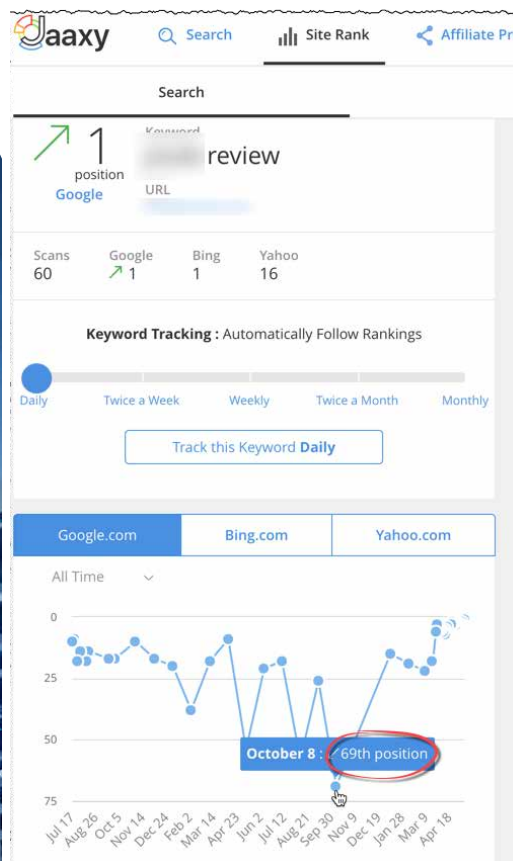 Jaaxy
Search
Site Rank
Affiliate Pr
Search
1
position
Google
Keyword
review
URL
Scans
60
Google
1
Bing
1
Yahoo
16
Keyword Tracking : Automatically Follow Rankings
Daily
Twice a Week
Weekly
Twice a Month
Monthly
Track this Keyword Daily
Google.com
Bing.com
Yahoo.com
All Time
0
25
50
75
October 8 : 69th position
Jul 17
Aug 26
Oct 5
Nov 14
Dec 24
Feb 2
Mar 14
Apr 23
Jun 2
Jul 12
Aug 21
Sep 30
Nov 9
Dec 19
Jan 28
Mar 9
Apr 18